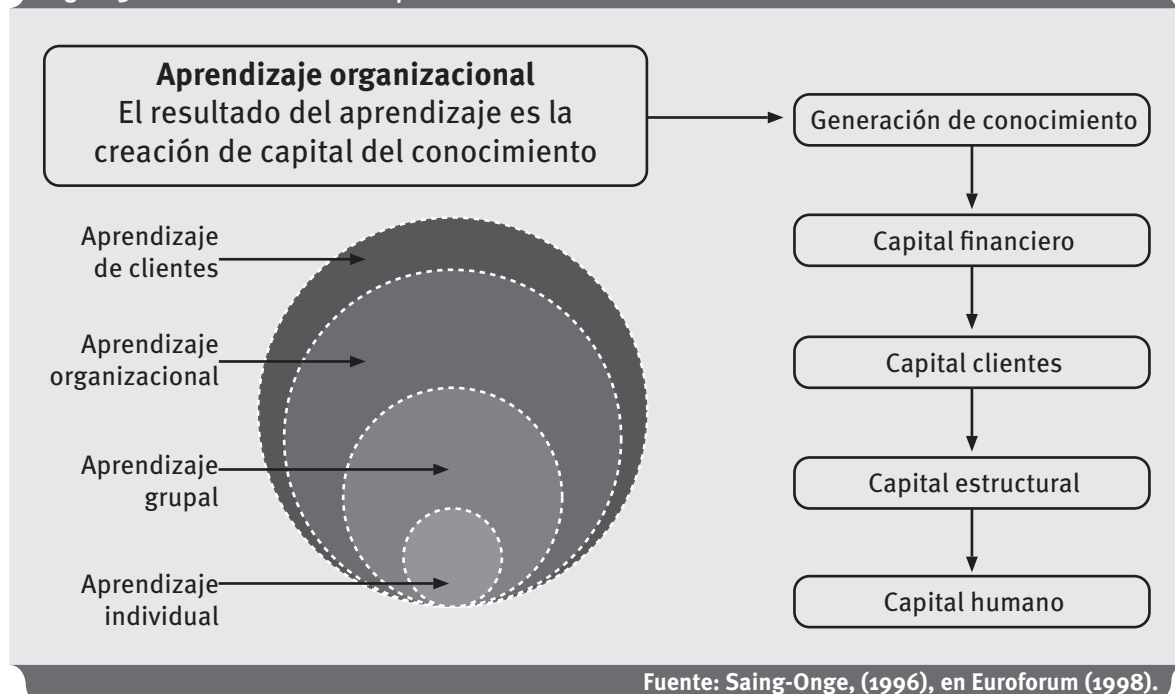 Aprendizaje organizacional
El resultado del aprendizaje es la
creación de capital del conocimiento
Generación de conocimiento
Capital financiero
Capital clientes
Capital estructural
Capital humano
Aprendizaje
de clientes
Aprendizaje
organizacional
Aprendizaje
grupal
Aprendizaje
individual
Fuente: Saing-Onge, (1996), en Euroforum (1998).